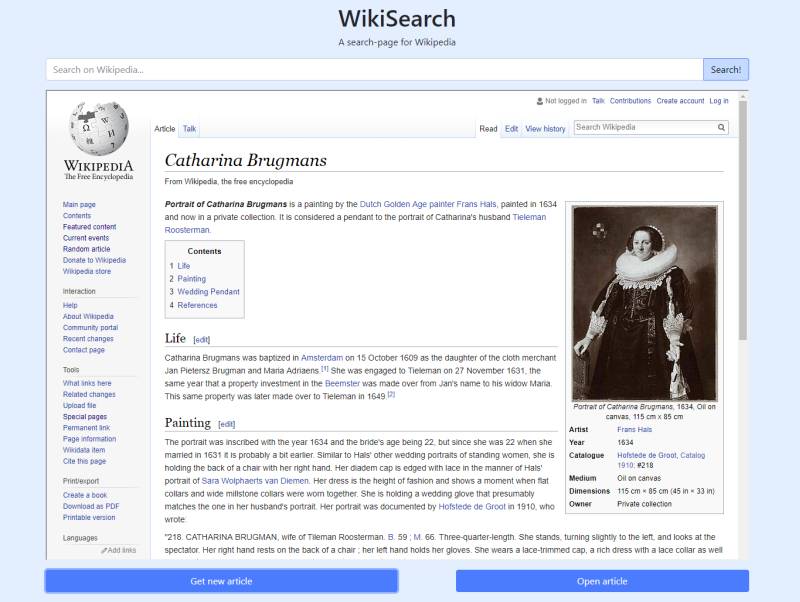 WikiSearch
A search-page for Wikipedia
Search on Wikipedia...
Search!
Not logged in Talk Contributions Create account Log in
Article Talk
Read Edit View history
Search Wikipedia
WIKIPEDIA
The Free Encyclopedia
Main page
Contents
Featured content
Current events
Random article
Donate to Wikipedia
Wikipedia store
Interaction
Help
About Wikipedia
Community portal
Recent changes
Contact page
Tools
What links here
Related changes
Upload file
Special pages
Permanent link
Page information
Wikidata item
Cite this page
Print/export
Create a book
Download as PDF
Printable version
Languages
Add links
Catharina Brugmans
From Wikipedia, the free encyclopedia
Portrait of Catharina Brugmans is a painting by the Dutch Golden Age painter Frans Hals, painted in 1634
and now in a private collection. It is considered a pendant to the portrait of Catharina's husband Tieleman
Roosterman.
Contents
1 Life
2 Painting
3 Wedding Pendant
4 References
Life [edit]
Catharina Brugmans was baptized in Amsterdam on 15 October 1609 as the daughter of the cloth merchant
Jan Pietersz Brugman and Maria Adriaens.[1] She was engaged to Tieleman on 27 November 1631, the
same year that a property investment in the Beemster was made over from Jan's name to his widow Maria.
This same property was later made over to Tieleman in 1649.[2]
Painting [edit]
The portrait was inscribed with the year 1634 and the bride's age being 22, but since she was 22 when she
married in 1631 it is probably a bit earlier. Similar to Hals' other wedding portraits of standing women, she is
holding the back of a chair with her right hand. Her diadem cap is edged with lace in the manner of Hals'
portrait of Sara Wolphaerts van Diemen. Her dress is the height of fashion and shows a moment when flat
collars and wide millstone collars were worn together. She is holding a wedding glove that presumably
matches the one in her husband's portrait. Her portrait was documented by Hofstede de Groot in 1910, who
wrote:
"218. CATHARINA BRUGMAN, wife of Tileman Roosterman. B. 59 ; M. 66. Three-quarter-length. She stands, turning slightly to the left, and looks at the
spectator. Her right hand rests on the back of a chair ; her left hand holds her gloves. She wears a lace-trimmed cap, a rich dress with a lace collar as well
Portrait of Catharina Brugmans, 1634, Oil on
canvas, 115 cm x 85 cm
Artist Frans Hals
Year 1634
Catalogue Hofstede de Groot, Catalog
1910: #218
Medium Oil on canvas
Dimensions 115 cm × 85 cm (45 in × 33 in)
Owner Private collection
Get new article
Open article